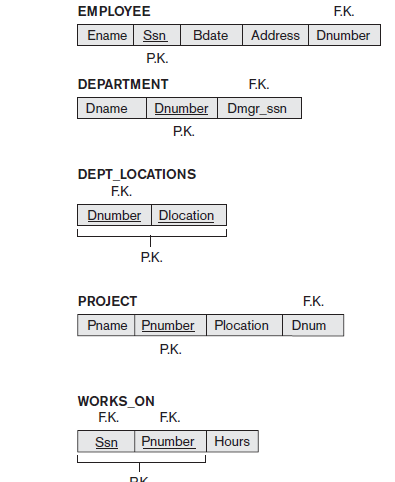 EMPLOYEE F.K.
Ename Ssn Bdate Address Dnumber
P.K.
DEPARTMENT F.K.
Dname Dnumber Dmgr_ssn
P.K.
DEPT_LOCATIONS
F.K.
Dnumber Dlocation
P.K.
PROJECT F.K.
Pname Pnumber Plocation Dnum
P.K.
WORKS_ON
F.K. F.K.
Ssn Pnumber Hours
P.K.